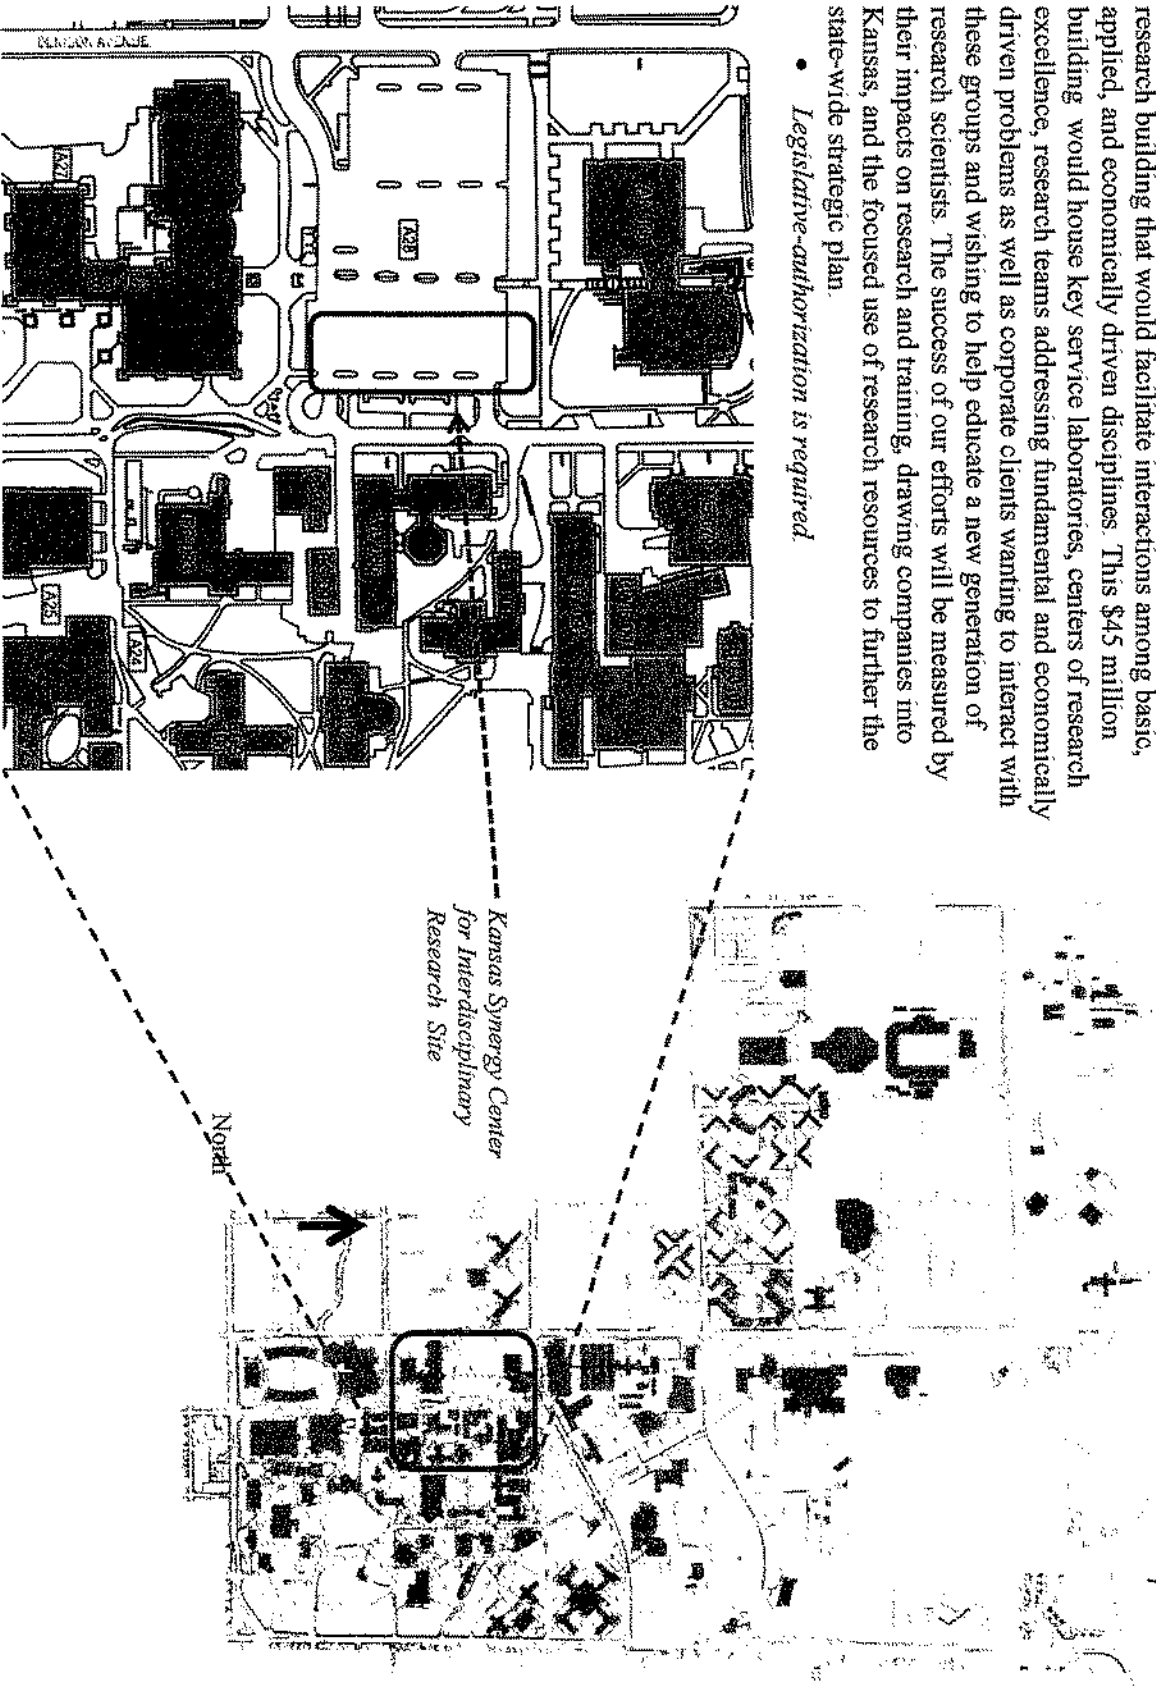 research building that would facilitate interactions among basic,
applied, and economically driven disciplines. This $45 million
building would house key service laboratories, centers of research
excellence, research teams addressing fundamental and economically
driven problems as well as corporate clients wanting to interact with
these groups and wishing to help educate a new generation of
research scientists. The success of our efforts will be measured by
their impacts on research and training, drawing companies into
Kansas, and the focused use of research resources to further the
state-wide strategic plan.
• Legislative-authorization is required.
DENISON AVENUE
A27
A28
A25
A24
Kansas Synergy Center
for Interdisciplinary
Research Site
North